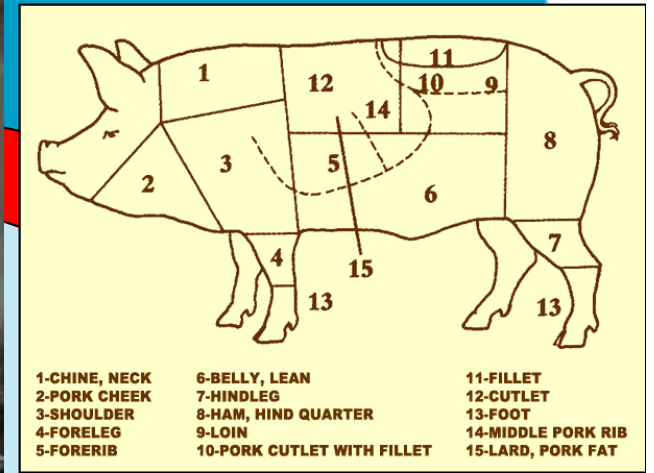 1
12
11
10
9
14
8
2
3
5
6
4
15
7
13
13
1-CHINE, NECK
2-PORK CHEEK
3-SHOULDER
4-FORELEG
5-FORERIB
6-BELLY, LEAN
7-HINDLEG
8-HAM, HIND QUARTER
9-LOIN
10-PORK CUTLET WITH FILLET
11-FILLET
12-CUTLET
13-FOOT
14-MIDDLE PORK RIB
15-LARD, PORK FAT